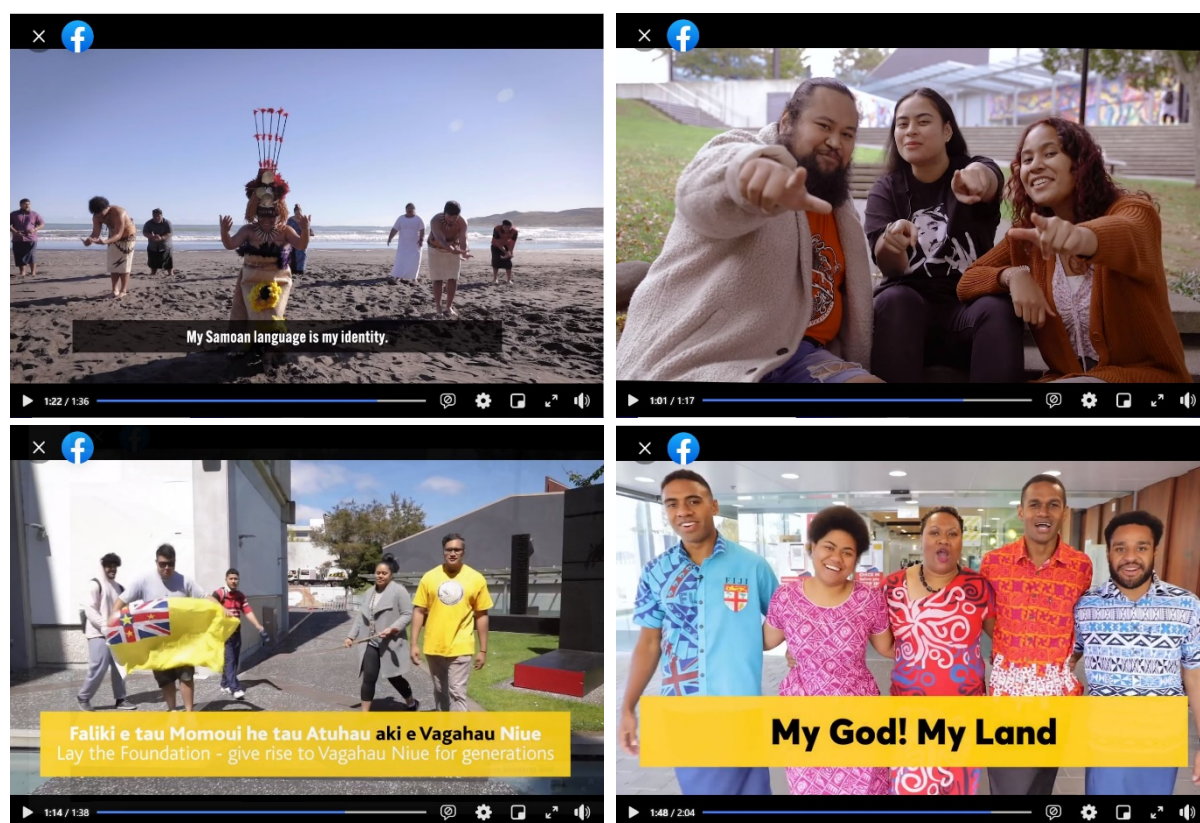 My Samoan language is my identity.
1:22 / 1:36
1:01 / 1:17
Faliki e tau Momoui he tau Atuhau aki e Vagahau Niue
Lay the Foundation - give rise to Vagahau Niue for generations
1:14 / 1:38
FIJI
My God! My Land
1:48 / 2:04